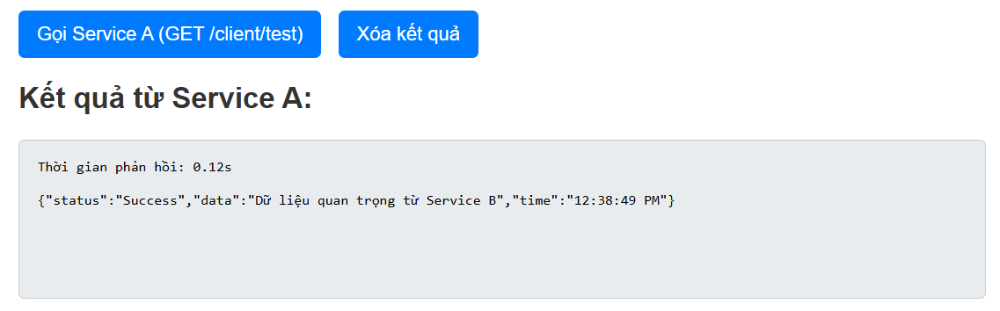 Gọi Service A (GET /client/test)
Xóa kết quả
Kết quả từ Service A:
Thời gian phản hồi: 0.12s
{"status":"Success","data":"Dữ liệu quan trọng từ Service B","time":"12:38:49 PM"}